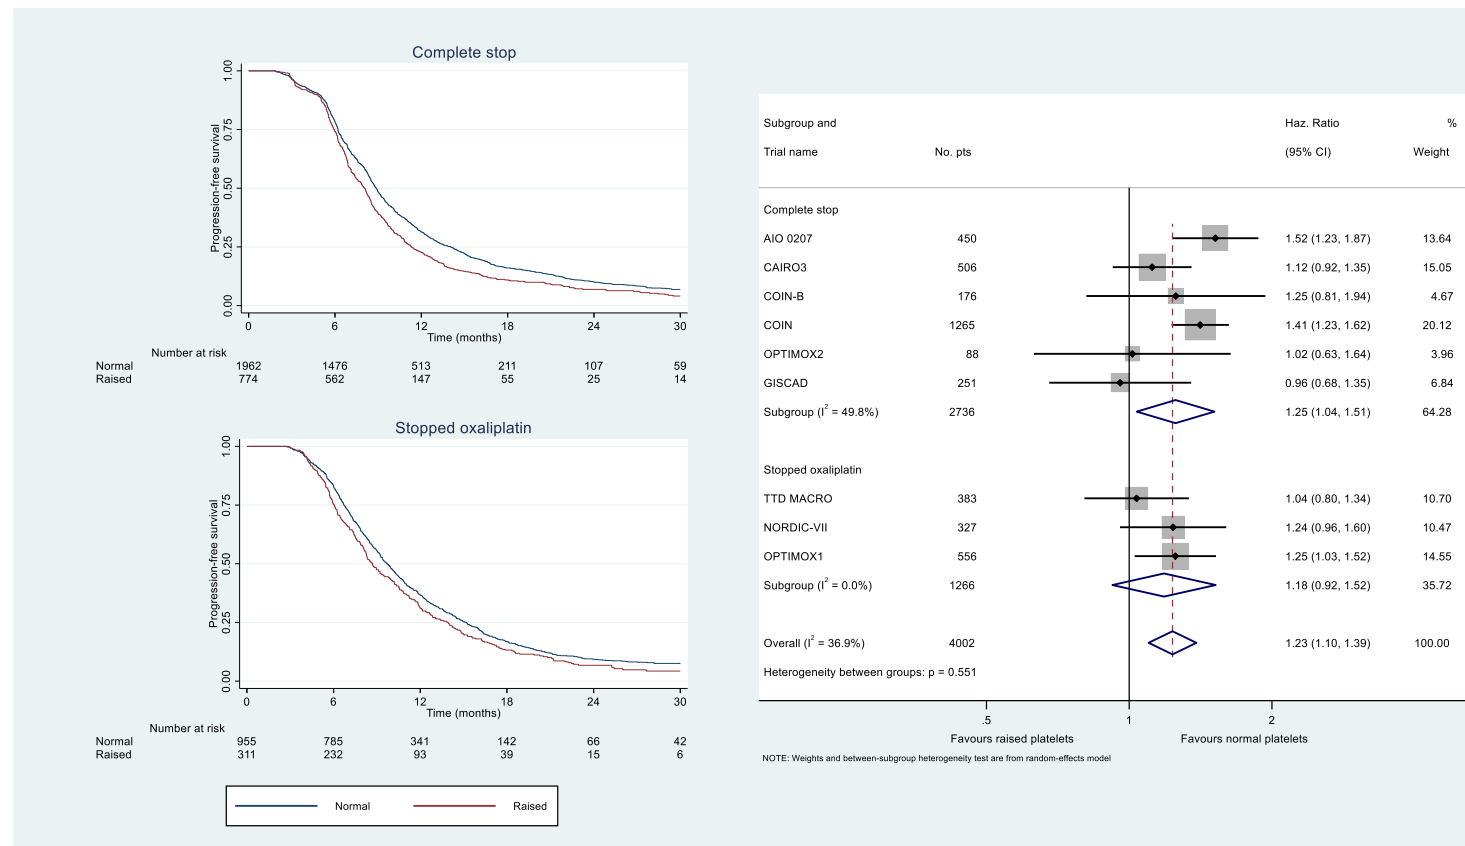 Complete stop
Progression-free survival
1.00
0.75
0.50
0.25
0.00
0 6 12 18 24 30
Time (months)
Number at risk
Normal 1962 1476 513 211 107 59
Raised 774 562 147 55 25 14
Stopped oxaliplatin
Progression-free survival
1.00
0.75
0.50
0.25
0.00
0 6 12 18 24 30
Time (months)
Number at risk
Normal 955 785 341 142 66 42
Raised 311 232 93 39 15 6
Normal Raised
Subgroup and Haz. Ratio %
Trial name No. pts (95% CI) Weight
Complete stop
AIO 0207 450 1.52 (1.23, 1.87) 13.64
CAIRO3 506 1.12 (0.92, 1.35) 15.05
COIN-B 176 1.25 (0.81, 1.94) 4.67
COIN 1265 1.41 (1.23, 1.62) 20.12
OPTIMOX2 88 1.02 (0.63, 1.64) 3.96
GISCAD 251 0.96 (0.68, 1.35) 6.84
Subgroup (I² = 49.8%) 2736 1.25 (1.04, 1.51) 64.28
Stopped oxaliplatin
TTD MACRO 383 1.04 (0.80, 1.34) 10.70
NORDIC-VII 327 1.24 (0.96, 1.60) 10.47
OPTIMOX1 556 1.25 (1.03, 1.52) 14.55
Subgroup (I² = 0.0%) 1266 1.18 (0.92, 1.52) 35.72
Overall (I² = 36.9%) 4002 1.23 (1.10, 1.39) 100.00
Heterogeneity between groups: p = 0.551
.5 1 2
Favours raised platelets Favours normal platelets
NOTE: Weights and between-subgroup heterogeneity test are from random-effects model